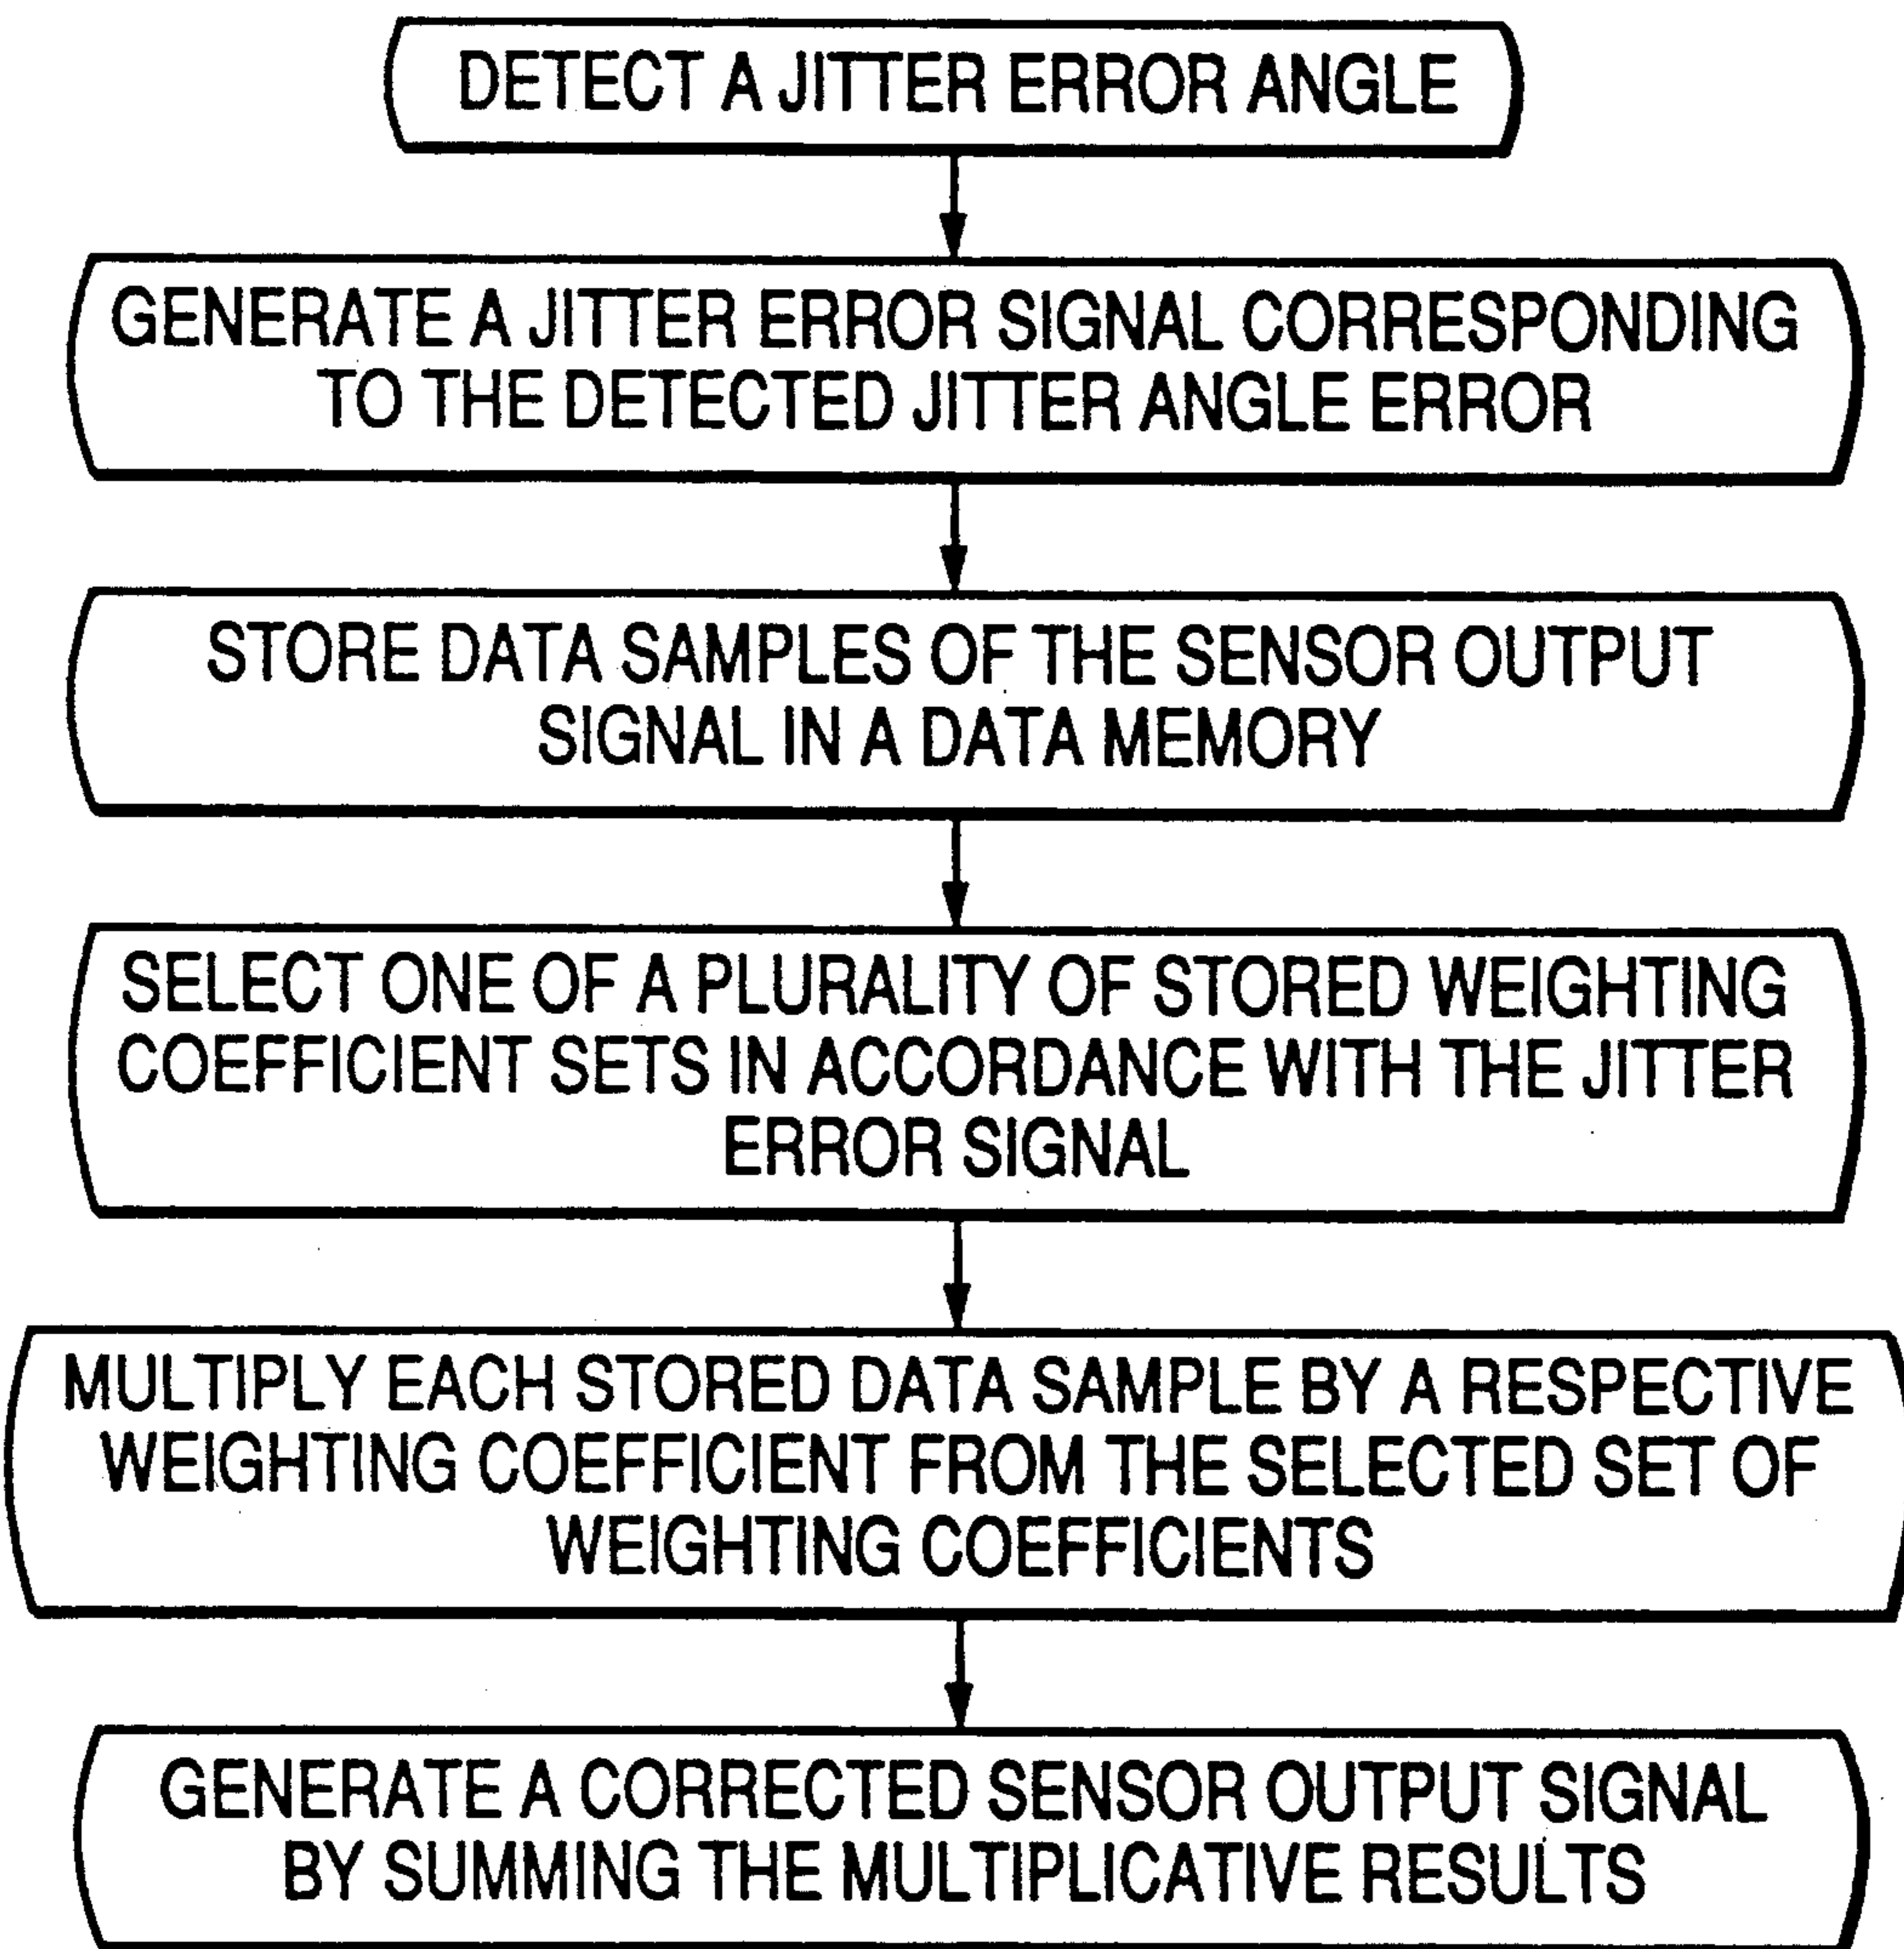 DETECT A JITTER ERROR ANGLE
GENERATE A JITTER ERROR SIGNAL CORRESPONDING
TO THE DETECTED JITTER ANGLE ERROR
STORE DATA SAMPLES OF THE SENSOR OUTPUT
SIGNAL IN A DATA MEMORY
SELECT ONE OF A PLURALITY OF STORED WEIGHTING
COEFFICIENT SETS IN ACCORDANCE WITH THE JITTER
ERROR SIGNAL
MULTIPLY EACH STORED DATA SAMPLE BY A RESPECTIVE
WEIGHTING COEFFICIENT FROM THE SELECTED SET OF
WEIGHTING COEFFICIENTS
GENERATE A CORRECTED SENSOR OUTPUT SIGNAL
BY SUMMING THE MULTIPLICATIVE RESULTS